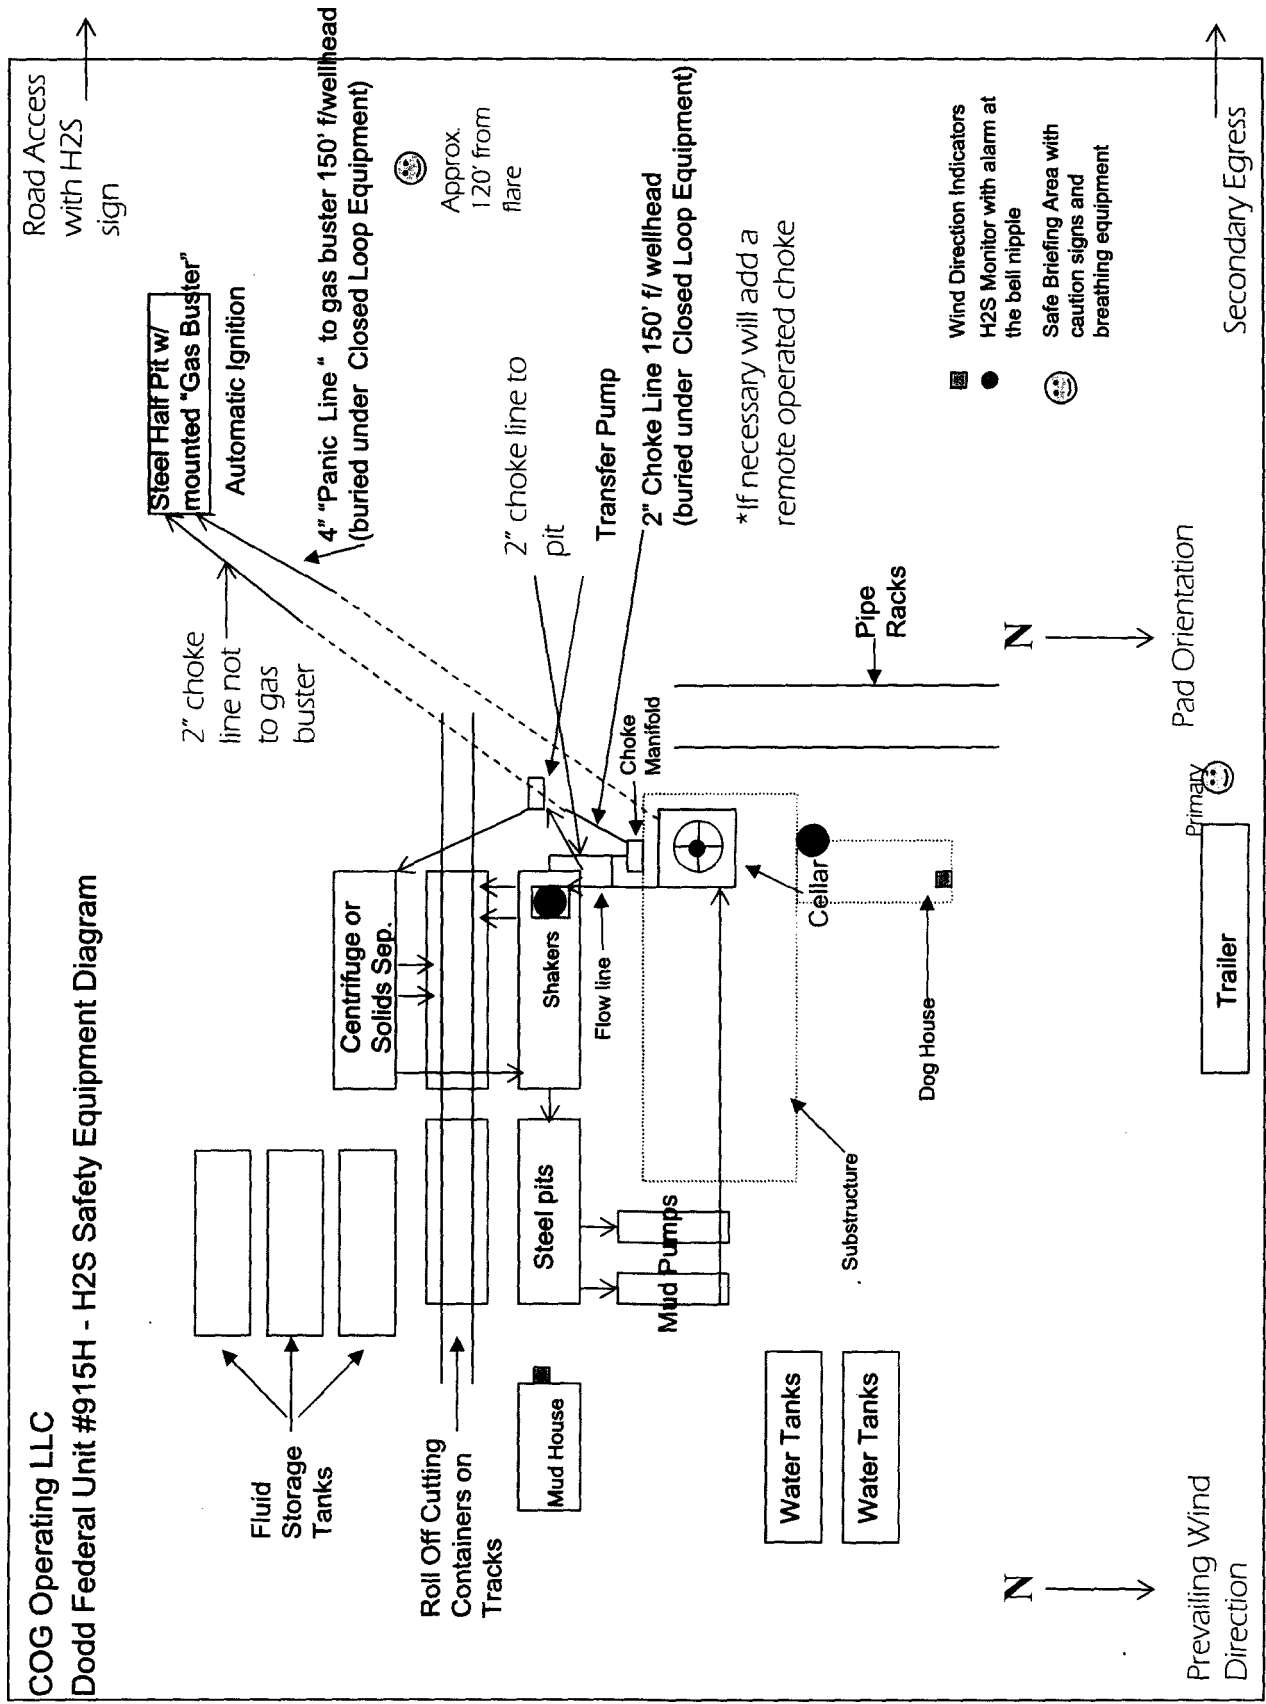 COG Operating LLC
Dodd Federal Unit #915H - H2S Safety Equipment Diagram
Road Access
with H2S
sign
Steel Half Pit w/
mounted "Gas Buster"
Automatic Ignition
4” “Panic Line “ to gas buster 150' f/wellhead
(buried under Closed Loop Equipment)
Approx.
120' from
flare
2” choke
line not
to gas
buster
Fluid
Storage
Tanks
Centrifuge or
Solids Sep.
Roll Off Cutting
Containers on
Tracks
2” choke line to
pit
Transfer Pump
2" Choke Line 150' f/ wellhead
(buried under Closed Loop Equipment)
*If necessary will add a
remote operated choke
Mud House
Steel pits
Shakers
Flow line
Choke
Manifold
Mud Pumps
Cellar
Pipe
Racks
Water Tanks
Water Tanks
Substructure
Dog House
Wind Direction Indicators
H2S Monitor with alarm at
the bell nipple
Safe Briefing Area with
caution signs and
breathing equipment
N
Prevailing Wind
Direction
N
Pad Orientation
Primary
Trailer
Secondary Egress